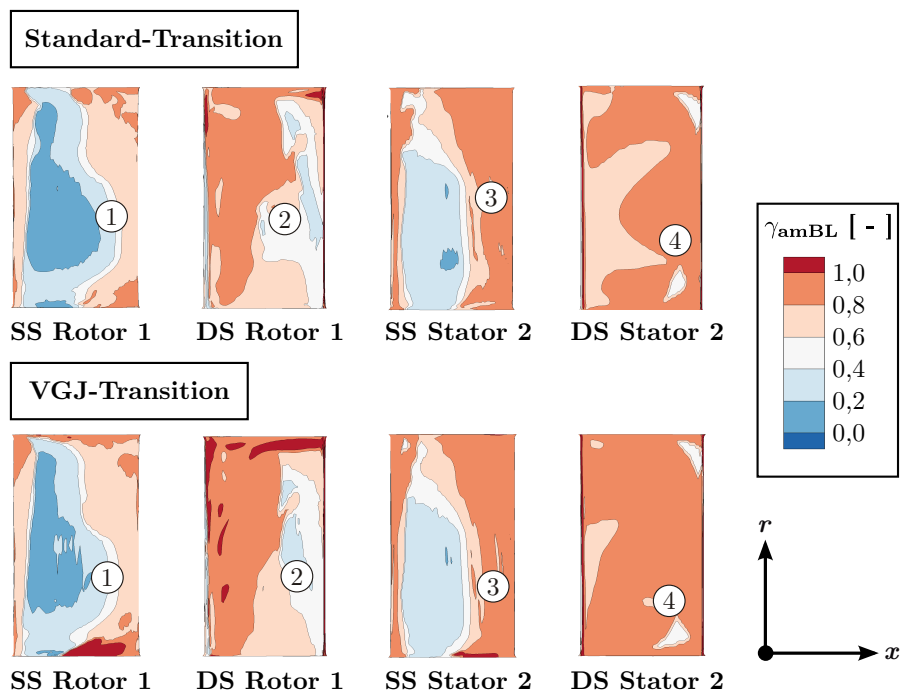 Standard-Transition
1
2
3
4
SS Rotor 1
DS Rotor 1
SS Stator 2
DS Stator 2
VGJ-Transition
1
2
3
4
SS Rotor 1
DS Rotor 1
SS Stator 2
DS Stator 2
γamBL [ - ]
1,0
0,8
0,6
0,4
0,2
0,0
r
x